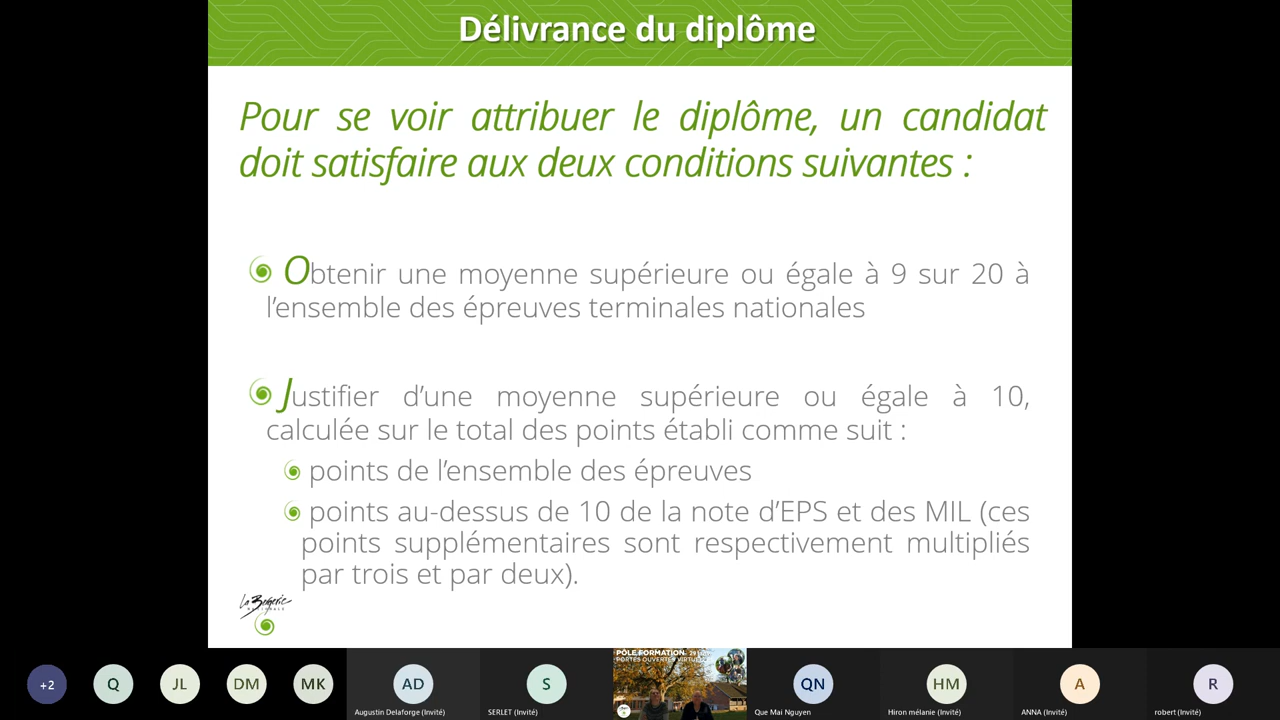 Délivrance du diplôme
Pour se voir attribuer le diplôme, un candidat
doit satisfaire aux deux conditions suivantes :
Obtenir une moyenne supérieure ou égale à 9 sur 20 à
l’ensemble des épreuves terminales nationales
Justifier d’une moyenne supérieure ou égale à 10,
calculée sur le total des points établi comme suit :
points de l’ensemble des épreuves
points au-dessus de 10 de la note d’EPS et des MIL (ces
points supplémentaires sont respectivement multipliés
par trois et par deux).
La Bergerie
NATIONALE
+2
Q
JL
DM
MK
AD
Augustin Delaforge (Invité)
S
SERLET (Invité)
PÔLE FORMATION
PORTES OUVERTES VIRTUELLES
QN
Que Mai Nguyen
HM
Hiron mélanie (Invité)
A
ANNA (Invité)
R
robert (Invité)